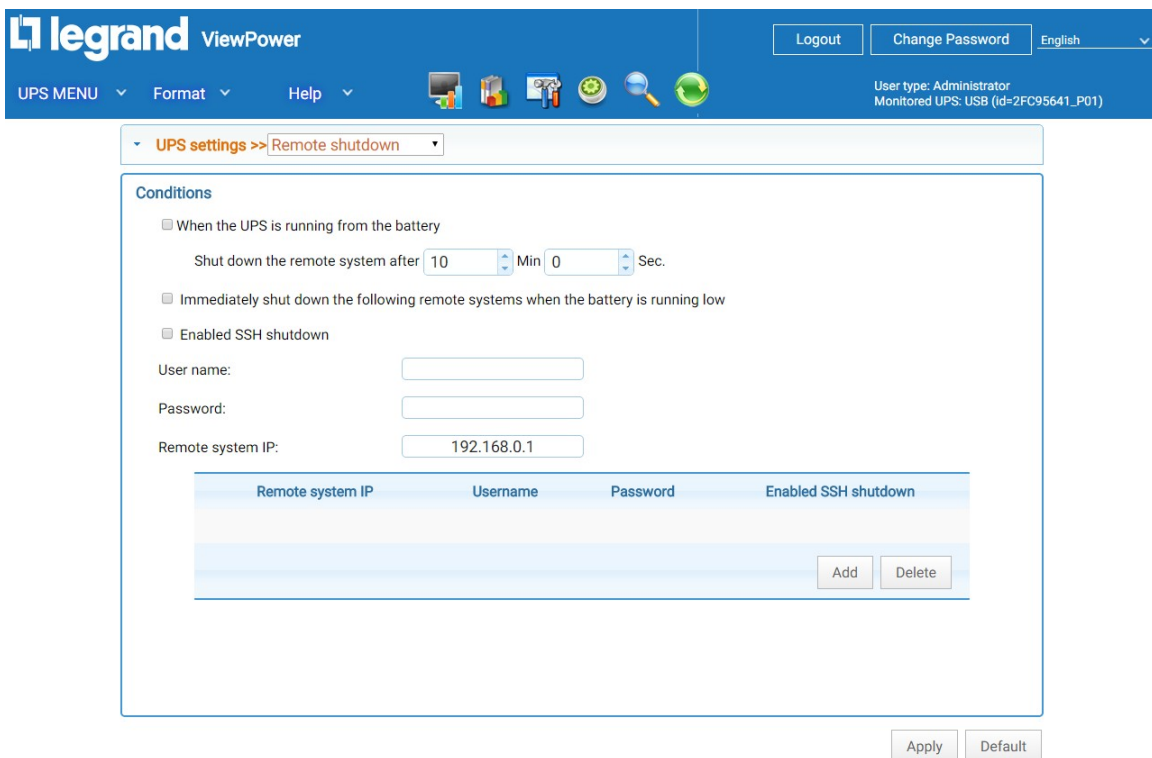 legrand ViewPower
Logout
Change Password
English
UPS MENU
Format
Help
User type: Administrator
Monitored UPS: USB (id=2FC95641_P01)
UPS settings >> Remote shutdown
Conditions
When the UPS is running from the battery
Shut down the remote system after 10 Min 0 Sec.
Immediately shut down the following remote systems when the battery is running low
Enabled SSH shutdown
User name:
Password:
Remote system IP: 192.168.0.1
Remote system IP Username Password Enabled SSH shutdown
Add Delete
Apply Default